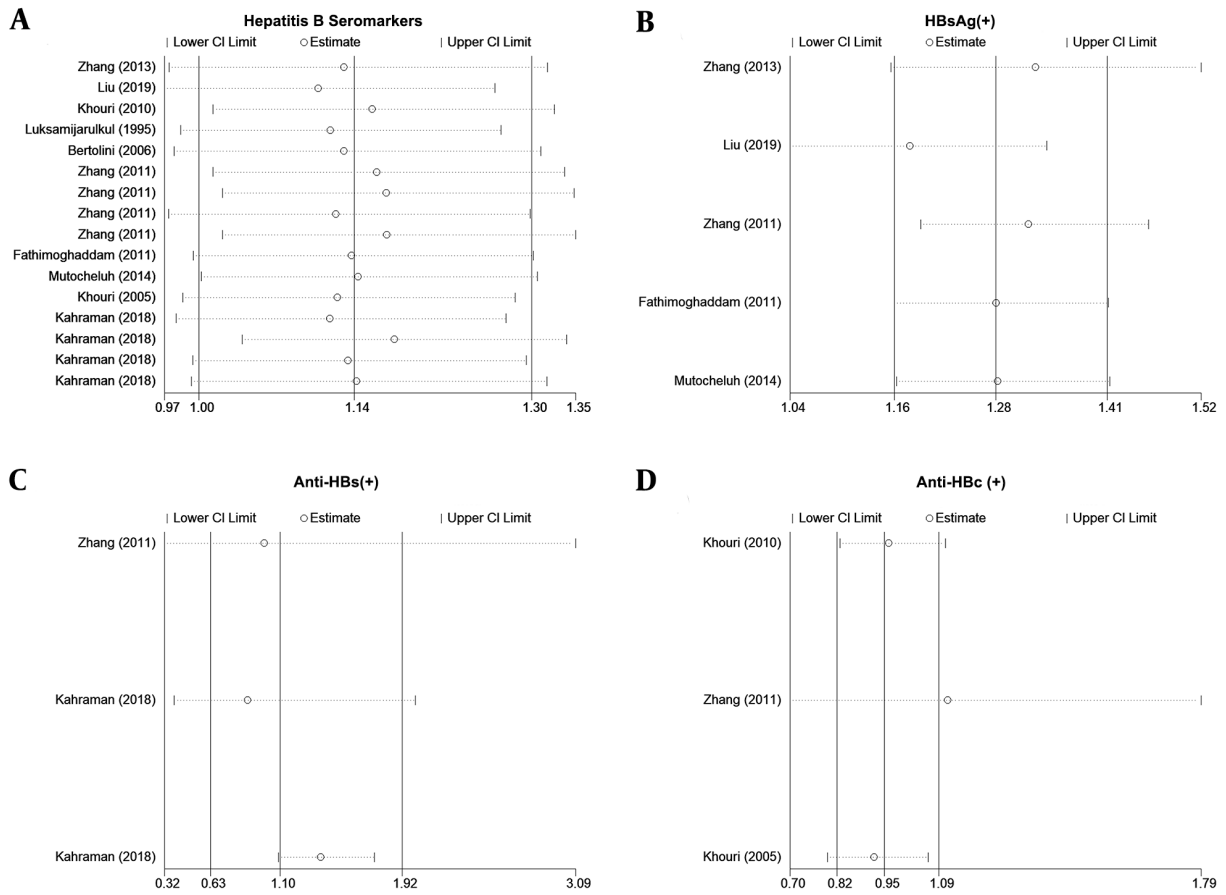 A
Hepatitis B Seromarkers
Lower CI Limit Estimate Upper CI Limit
Zhang (2013)
Liu (2019)
Khouri (2010)
Luksamijarulkul (1995)
Bertolini (2006)
Zhang (2011)
Zhang (2011)
Zhang (2011)
Zhang (2011)
Fathimoghaddam (2011)
Mutocheluh (2014)
Khouri (2005)
Kahraman (2018)
Kahraman (2018)
Kahraman (2018)
Kahraman (2018)
0.97 1.00 1.14 1.30 1.35
B
HBsAg(+)
Lower CI Limit Estimate Upper CI Limit
Zhang (2013)
Liu (2019)
Zhang (2011)
Fathimoghaddam (2011)
Mutocheluh (2014)
1.04 1.16 1.28 1.41 1.52
C
Anti-HBs(+)
Lower CI Limit Estimate Upper CI Limit
Zhang (2011)
Kahraman (2018)
Kahraman (2018)
0.32 0.63 1.10 1.92 3.09
D
Anti-HBc (+)
Lower CI Limit Estimate Upper CI Limit
Khouri (2010)
Zhang (2011)
Khouri (2005)
0.70 0.82 0.95 1.09 1.79